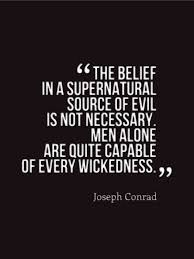 “THE BELIEF
IN A SUPERNATURAL
SOURCE OF EVIL
IS NOT NECESSARY.
MEN ALONE
ARE QUITE CAPABLE
OF EVERY WICKEDNESS.”
Joseph Conrad